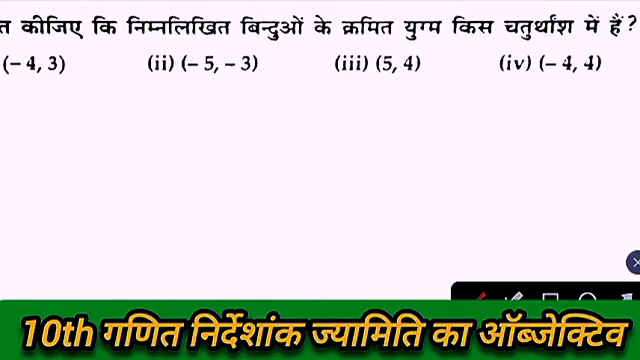 त कीजिए कि निम्नलिखित बिन्दुओं के क्रमित युग्म किस चतुर्थांश में हैं?
(– 4, 3) (ii) (– 5, – 3) (iii) (5, 4) (iv) (– 4, 4)
10th गणित निर्देशांक ज्यामिति का ऑब्जेक्टिव